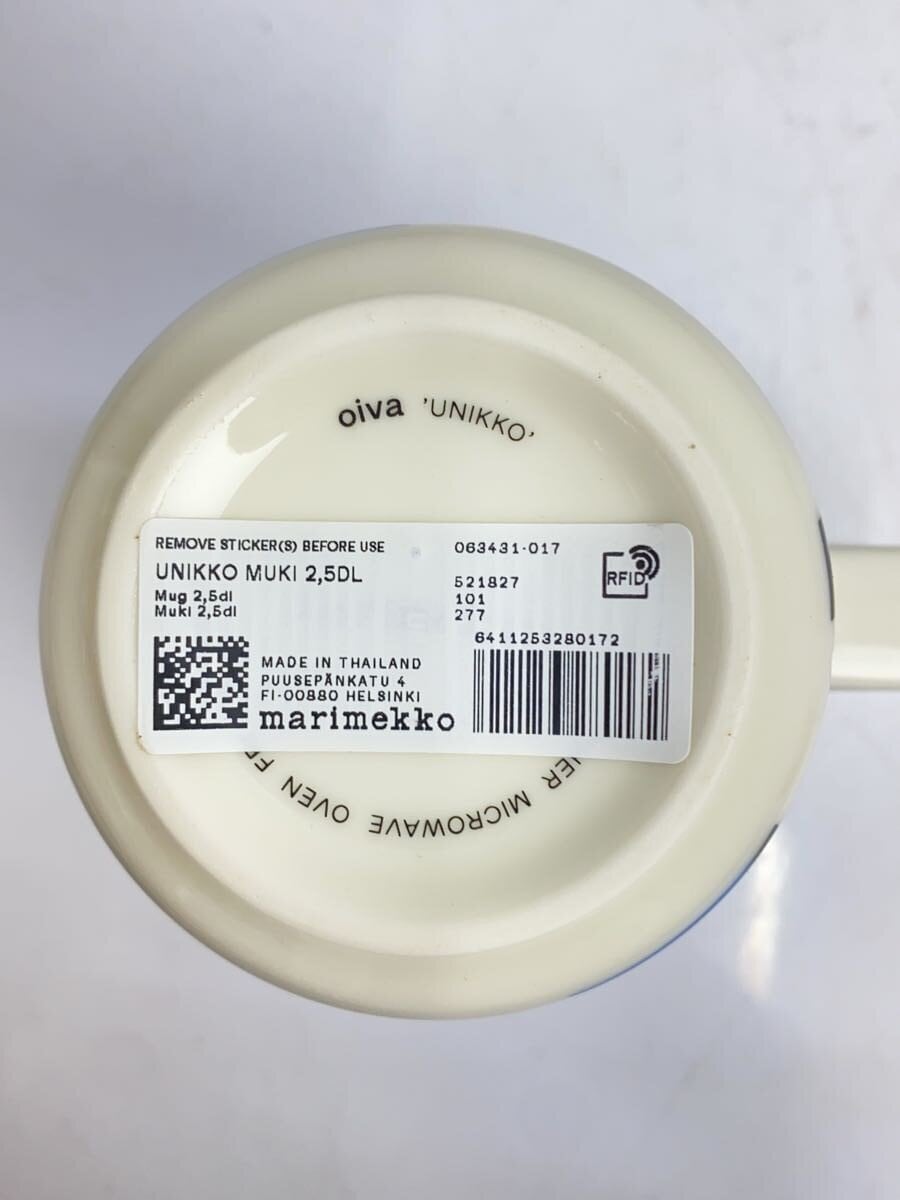 oiva 'UNIKKO'
REMOVE STICKER(S) BEFORE USE
063431-017
UNIKKO MUKI 2,5DL
521827
Mug 2,5dl
101
Muki 2,5dl
277
RFID
6411253280172
MADE IN THAILAND
PUUSEPÄNKATU 4
FI-00880 HELSINKI
marimekko
MICROWAVE OVEN